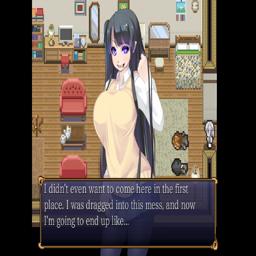 I didn't even want to come here in the first
place. I was dragged into this mess, and now
I'm going to end up like...